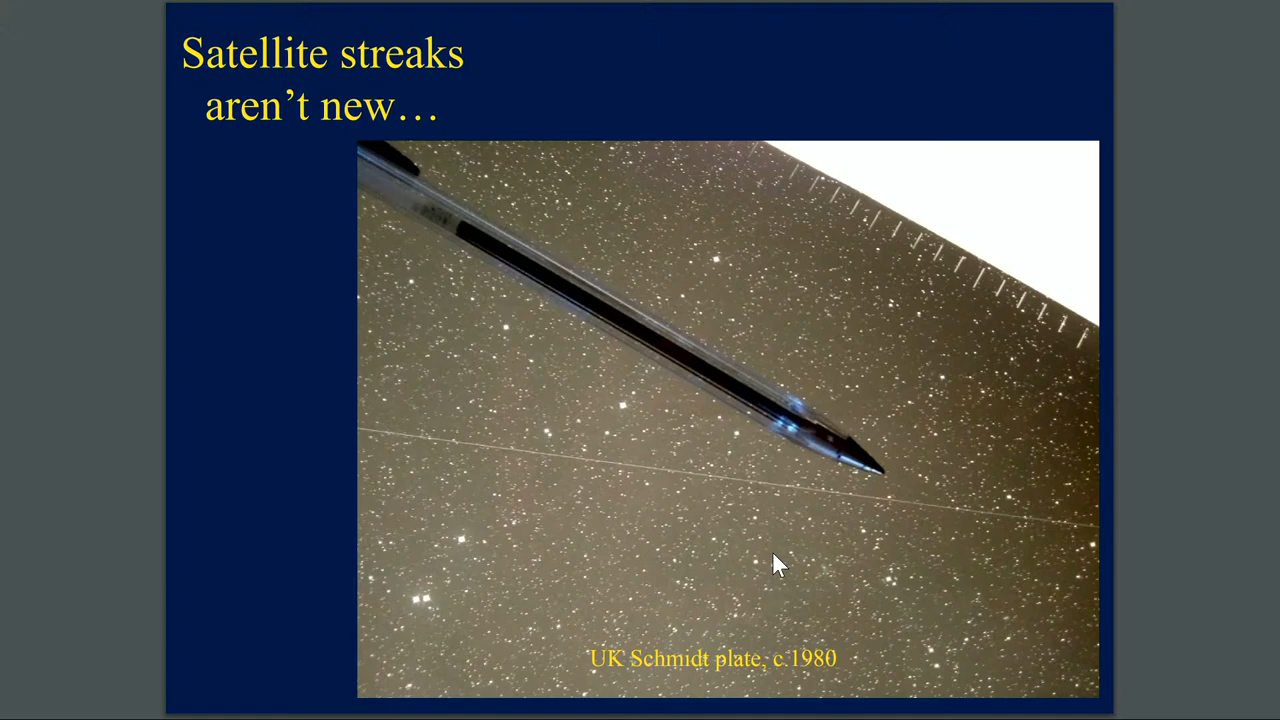 Satellite streaks
aren’t new…
UK Schmidt plate, c.1980